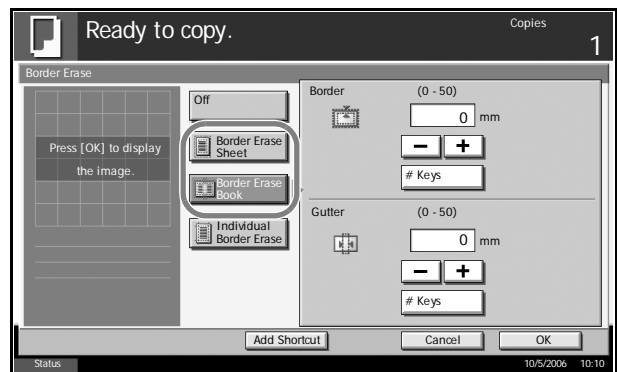 Ready to copy.
Copies
1
Border Erase
Press [OK] to display
the image.
Off
Border Erase
Sheet
Border Erase
Book
Individual
Border Erase
Border
(0 - 50)
0 mm
− +
# Keys
Gutter
(0 - 50)
0 mm
− +
# Keys
Add Shortcut
Cancel
OK
Status
10/5/2006 10:10